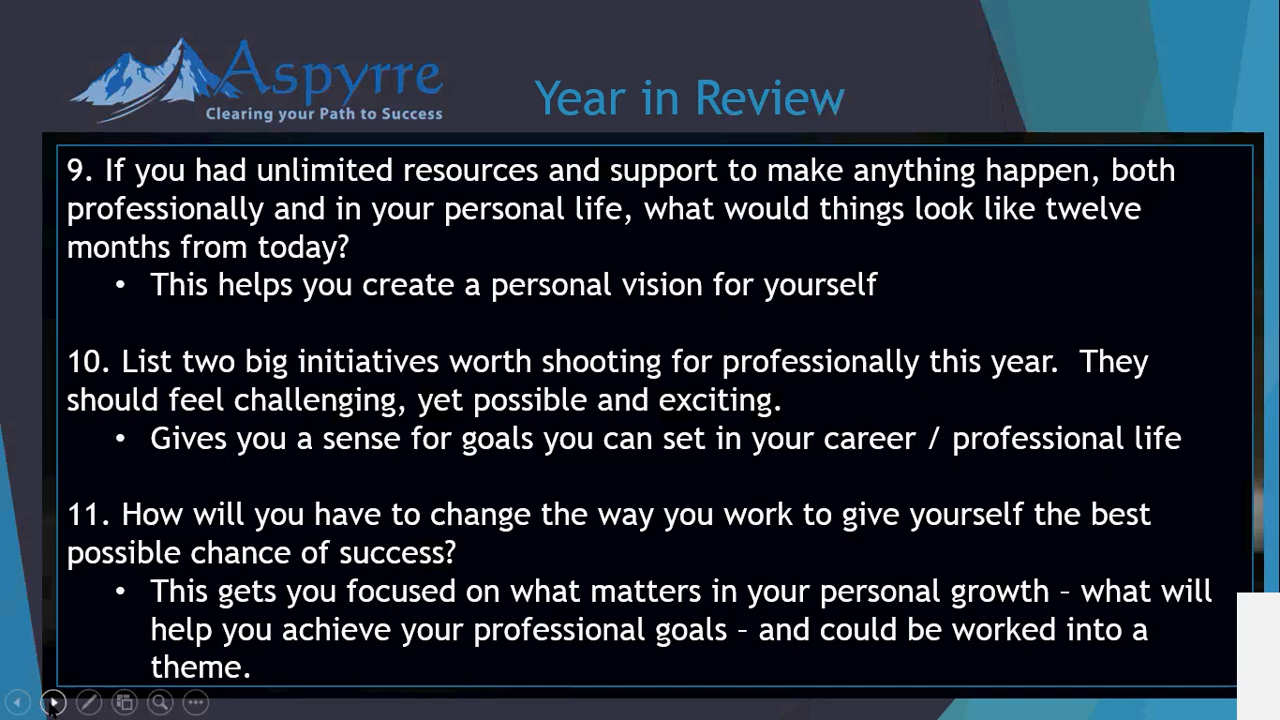 Aspyrre
Clearing your Path to Success
Year in Review
9. If you had unlimited resources and support to make anything happen, both
professionally and in your personal life, what would things look like twelve
months from today?
• This helps you create a personal vision for yourself
10. List two big initiatives worth shooting for professionally this year.  They
should feel challenging, yet possible and exciting.
• Gives you a sense for goals you can set in your career / professional life
11. How will you have to change the way you work to give yourself the best
possible chance of success?
• This gets you focused on what matters in your personal growth – what will
help you achieve your professional goals – and could be worked into a
theme.